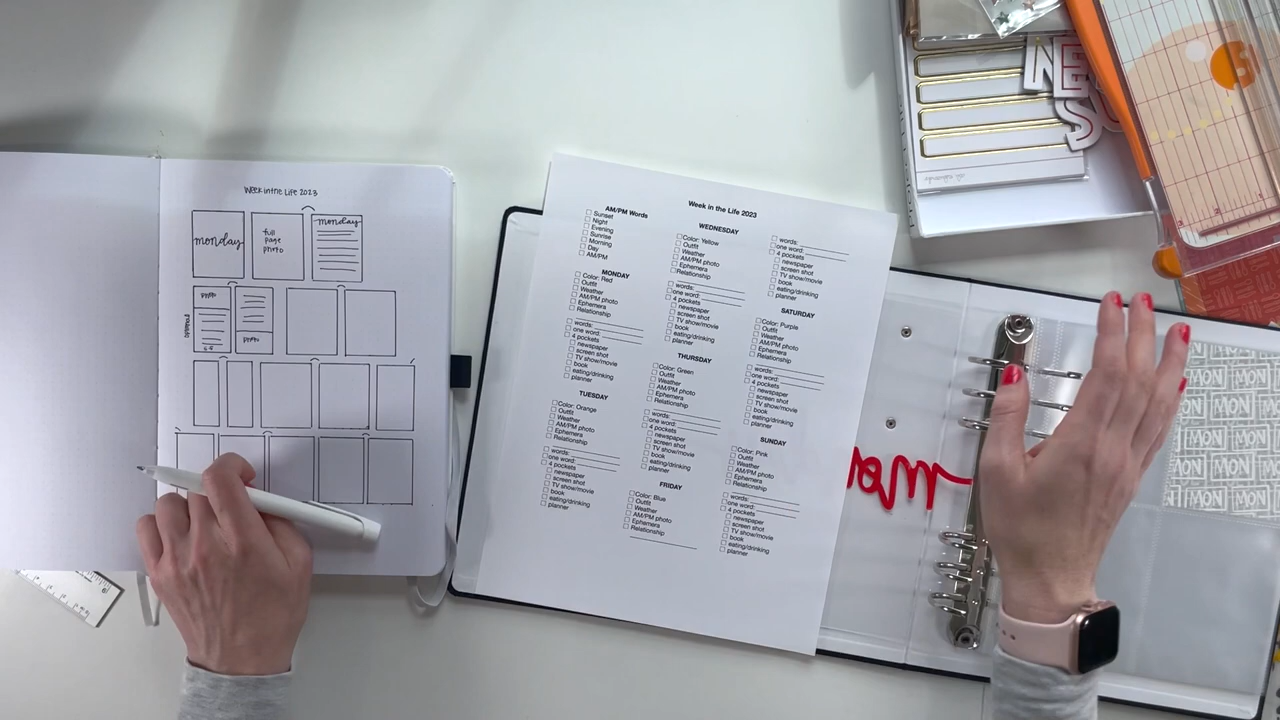 Week in the Life 2023
monday
full
page
photo
monday
photo
photo
Week in the Life 2023
AM/PM Words
Sunset
Night
Evening
Sunrise
Morning
Day
AM/PM
MONDAY
Color: Red
Outfit
Weather
AM/PM photo
Ephemera
Relationship
words:
one word:
4 pockets
newspaper
screen shot
TV show/movie
book
eating/drinking
planner
TUESDAY
Color: Orange
Outfit
Weather
AM/PM photo
Ephemera
Relationship
words:
one word:
4 pockets
newspaper
screen shot
TV show/movie
book
eating/drinking
planner
WEDNESDAY
Color: Yellow
Outfit
Weather
AM/PM photo
Ephemera
Relationship
words:
one word:
4 pockets
newspaper
screen shot
TV show/movie
book
eating/drinking
planner
THURSDAY
Color: Green
Outfit
Weather
AM/PM photo
Ephemera
Relationship
words:
one word:
4 pockets
newspaper
screen shot
TV show/movie
book
eating/drinking
planner
FRIDAY
Color: Blue
Outfit
Weather
AM/PM photo
Ephemera
Relationship
words:
one word:
4 pockets
newspaper
screen shot
TV show/movie
book
eating/drinking
planner
SATURDAY
Color: Purple
Outfit
Weather
AM/PM photo
Ephemera
Relationship
words:
one word:
4 pockets
newspaper
screen shot
TV show/movie
book
eating/drinking
planner
SUNDAY
Color: Pink
Outfit
Weather
AM/PM photo
Ephemera
Relationship
words:
one word:
4 pockets
newspaper
screen shot
TV show/movie
book
eating/drinking
planner
MON MON
MON MON
MON MON
MON MON
MON MON